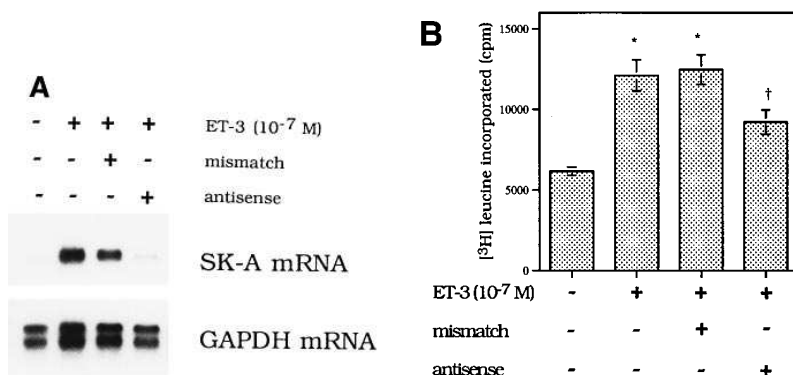 A
- + + + ET-3 (10-7 M)
- - + - mismatch
- - - + antisense
SK-A mRNA
GAPDH mRNA
B
[³H] leucine incorporated (cpm)
15000
10000
5000
0
* * †
ET-3 (10-7 M) - + + +
mismatch - - + -
antisense - - - +